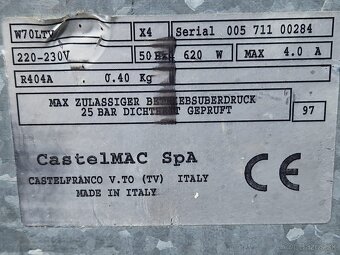 W70LTV X4 Serial 005 711 00284
220-230V 50 Hz 620 W MAX 4.0 A
R404A 0.40 Kg
MAX ZULASSIGER BETRIEBSUBERDRUCK
25 BAR DICHTHEIT GEPRUFT
97
CastelMAC SpA
CE
CASTELFRANCO V.TO (TV) ITALY
MADE IN ITALY